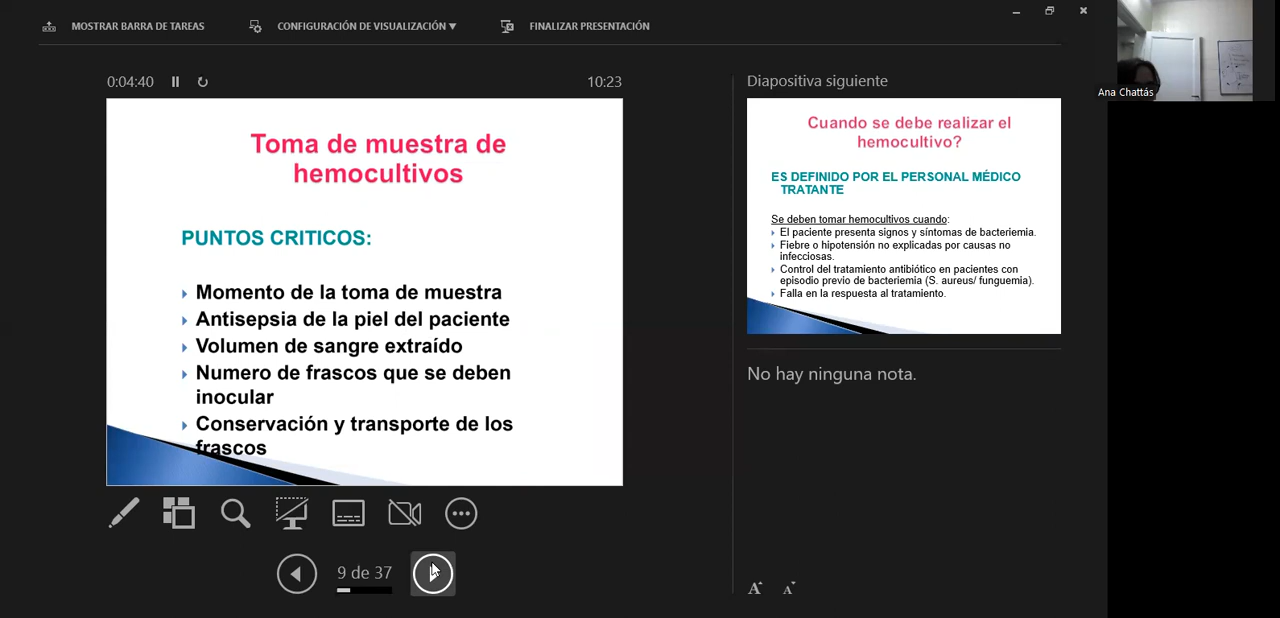 MOSTRAR BARRA DE TAREAS
CONFIGURACIÓN DE VISUALIZACIÓN ▼
FINALIZAR PRESENTACIÓN
0:04:40
10:23
Toma de muestra de
hemocultivos
PUNTOS CRITICOS:
Momento de la toma de muestra
Antisepsia de la piel del paciente
Volumen de sangre extraído
Numero de frascos que se deben
inocular
Conservación y transporte de los
frascos
9 de 37
Diapositiva siguiente
Cuando se debe realizar el
hemocultivo?
ES DEFINIDO POR EL PERSONAL MÉDICO
TRATANTE
Se deben tomar hemocultivos cuando:
El paciente presenta signos y síntomas de bacteriemia.
Fiebre o hipotensión no explicadas por causas no
infecciosas.
Control del tratamiento antibiótico en pacientes con
episodio previo de bacteriemia (S. aureus/ funguemia).
Falla en la respuesta al tratamiento.
No hay ninguna nota.
A A
Ana Chattás